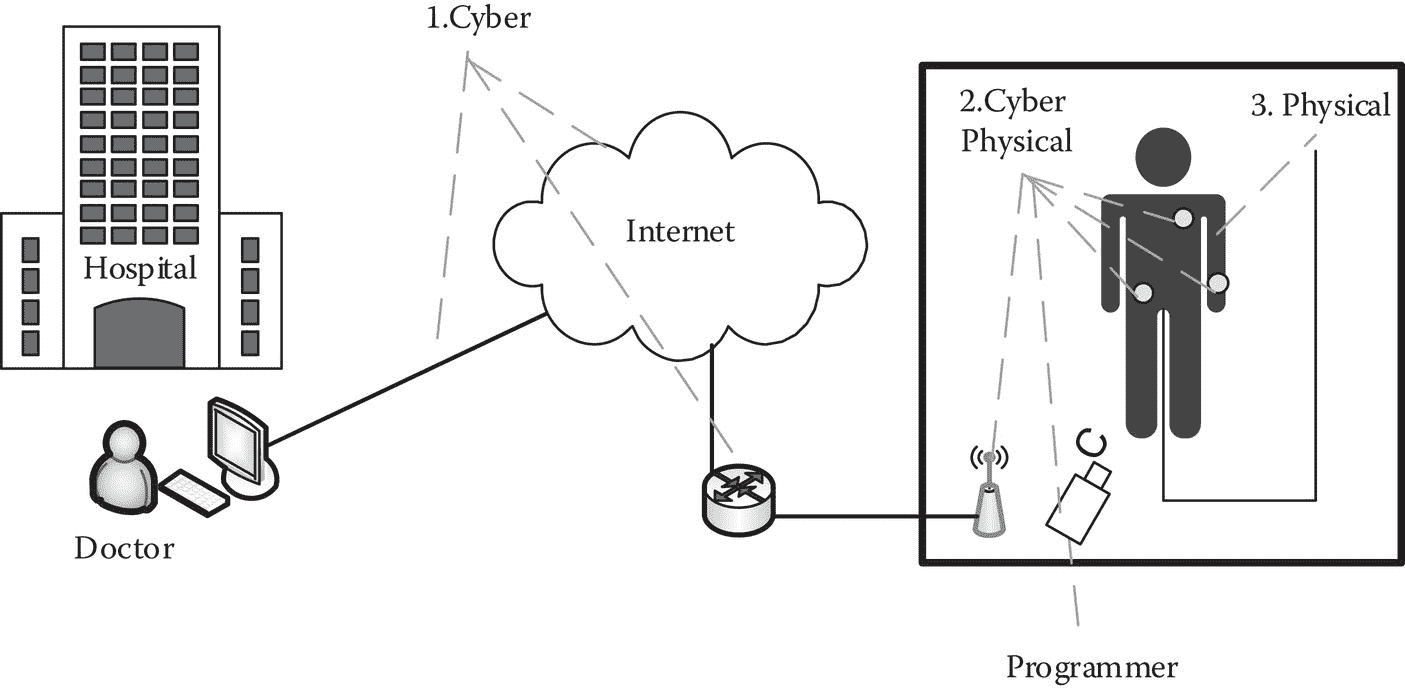 1.Cyber
2.Cyber
Physical
3. Physical
Internet
Hospital
Doctor
Programmer